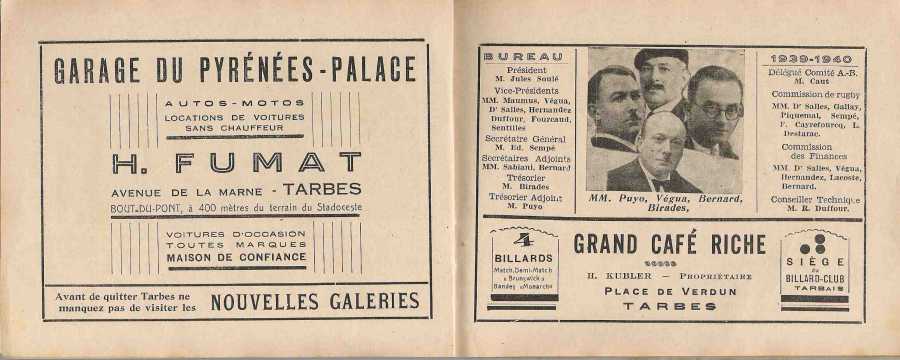 GARAGE DU PYRÉNÉES-PALACE
AUTOS-MOTOS
LOCATIONS DE VOITURES
SANS CHAUFFEUR
H. FUMAT
AVENUE DE LA MARNE - TARBES
BOUT-DU-PONT, à 400 mètres du terrain du Stadoceste
VOITURES D'OCCASION
TOUTES MARQUES
MAISON DE CONFIANCE
Avant de quitter Tarbes ne
manquez pas de visiter les NOUVELLES GALERIES
BUREAU
Président
M. Jules Soulé
Vice-Présidents
MM. Maumus, Végua,
Dr Salles, Hernandez
Duffour, Fourcaud,
Sentilles
Secrétaire Général
M. Ed. Sempé
Secrétaires Adjoints
MM. Sabiani, Bernard
Trésorier
M. Birades
Trésorier Adjoint
M. Puyo
MM. Puyo, Végua, Bernard,
Birades,
1939-1940
Délégué Comité A.-B.
M. Caut
Commission de rugby
MM. Dr Salles, Gallay,
Piquemal, Sempé,
F. Cayrefourcq, L.
Destarac.
Commission
des Finances
MM. Dr Salles, Végua,
Hernandez, Lacoste,
Bernard.
Conseiller Technique
M. R. Duffour.
4
BILLARDS
Match, Demi-Match
« Brunswick »
Bandes « Monarch »
GRAND CAFÉ RICHE
H. KUBLER — PROPRIÉTAIRE
PLACE DE VERDUN
TARBES
SIÈGE
du
BILLARD-CLUB
TARBAIS